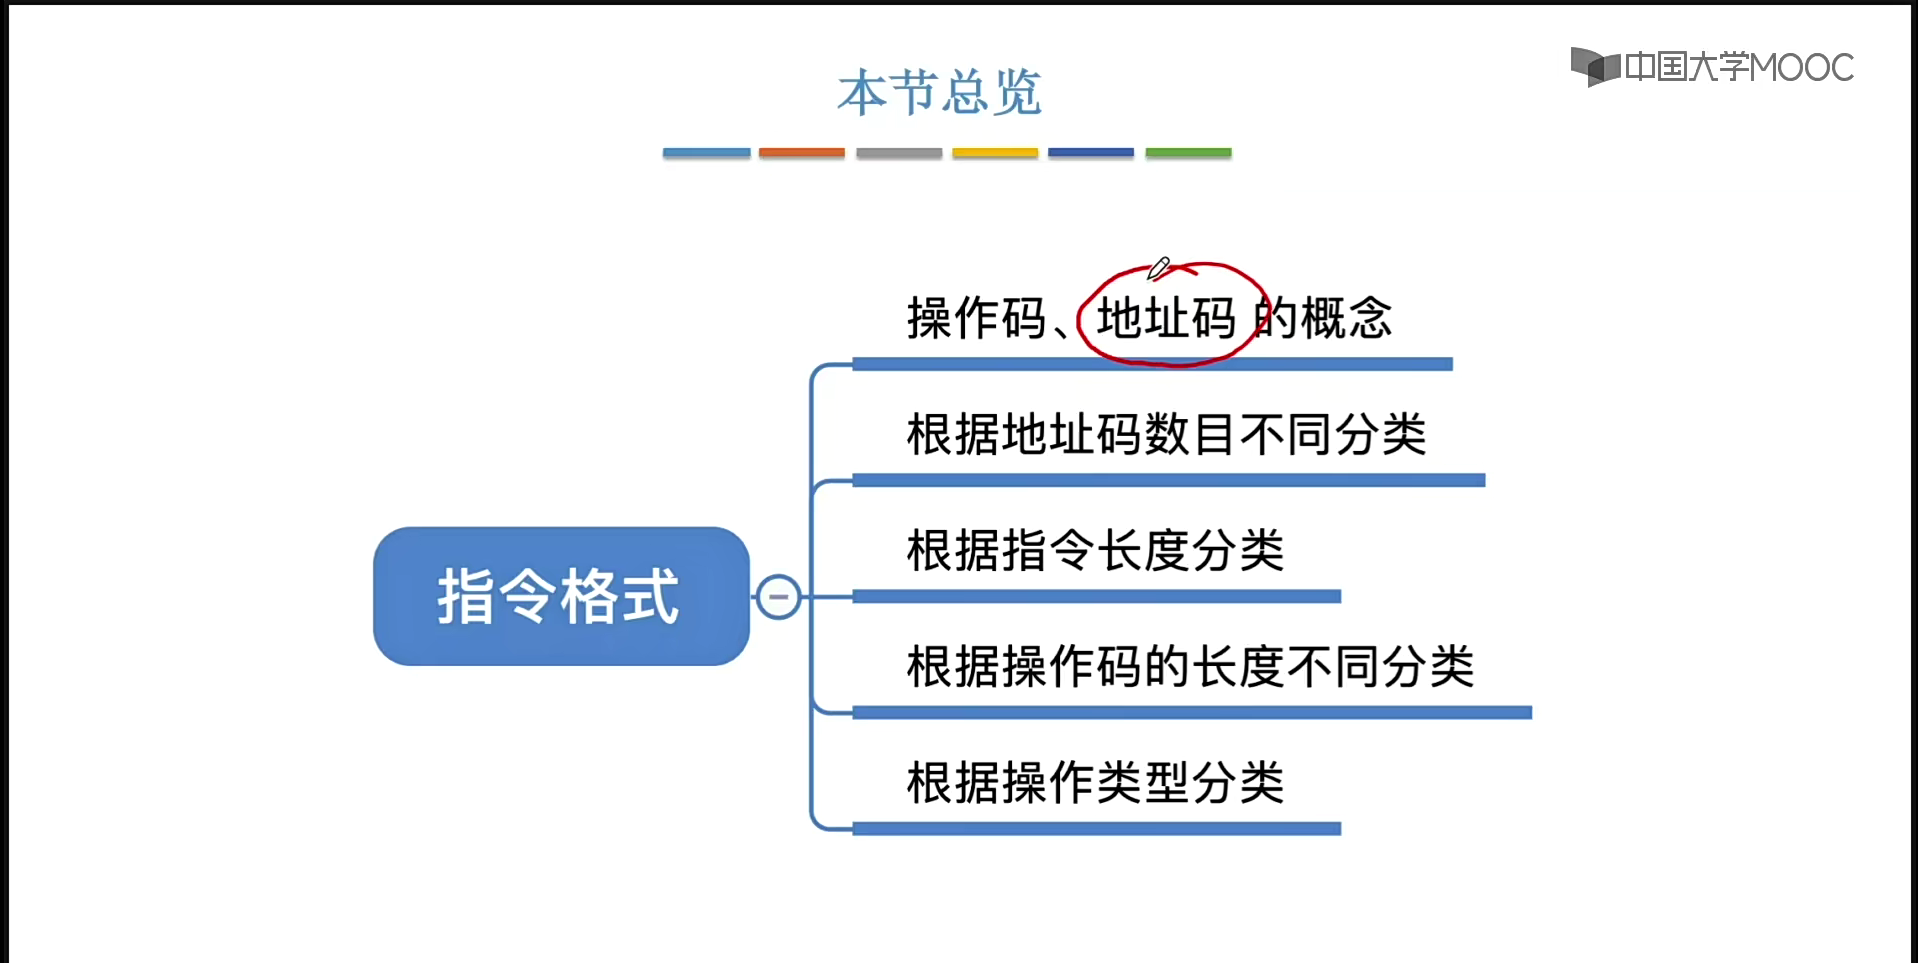 中国大学MOOC
本节总览
操作码、地址码 的概念
根据地址码数目不同分类
根据指令长度分类
指令格式
根据操作码的长度不同分类
根据操作类型分类